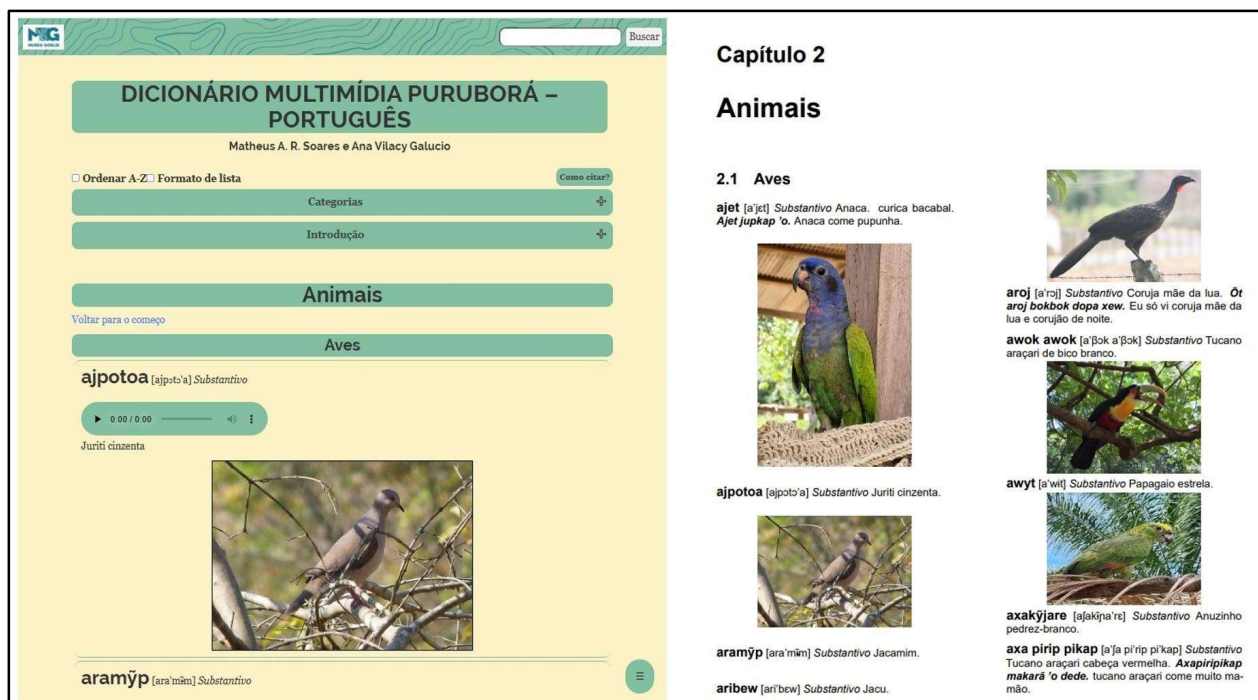 MUSEU GOELDI
Buscar
DICIONÁRIO MULTIMÍDIA PURUBORÁ –
PORTUGUÊS
Matheus A. R. Soares e Ana Vilacy Galucio
Ordenar A-Z Formato de lista
Como citar?
Categorias
Introdução
Animais
Voltar para o começo
Aves
ajpotoa [ajpɔtɔ'a] Substantivo
0:00 / 0:00
Juriti cinzenta
aramỹp [ara'mɨ̃m] Substantivo
Capítulo 2
Animais
2.1 Aves
ajet [a'jɛt] Substantivo Anaca. curica bacabal.
Ajet jupkap 'o. Anaca come pupunha.
ajpotoa [ajpɔtɔ'a] Substantivo Juriti cinzenta.
aramỹp [ara'mɨ̃m] Substantivo Jacamim.
aribew [ari'bɛw] Substantivo Jacu.
aroj [a'rɔj] Substantivo Coruja mãe da lua. Õt
aroj bokbok dopa xew. Eu só vi coruja mãe da
lua e corujão de noite.
awok awok [a'βɔk a'βɔk] Substantivo Tucano
araçari de bico branco.
awyt [a'wɨt] Substantivo Papagaio estrela.
axakỹjare [aʃakɨ̃ɲa'rɛ] Substantivo Anuzinho
pedrez-branco.
axa pirip pikap [a'ʃa pi'rip pi'kap] Substantivo
Tucano araçari cabeça vermelha. Axapiripikap
makarã 'o dede. tucano araçari come muito ma-
mão.